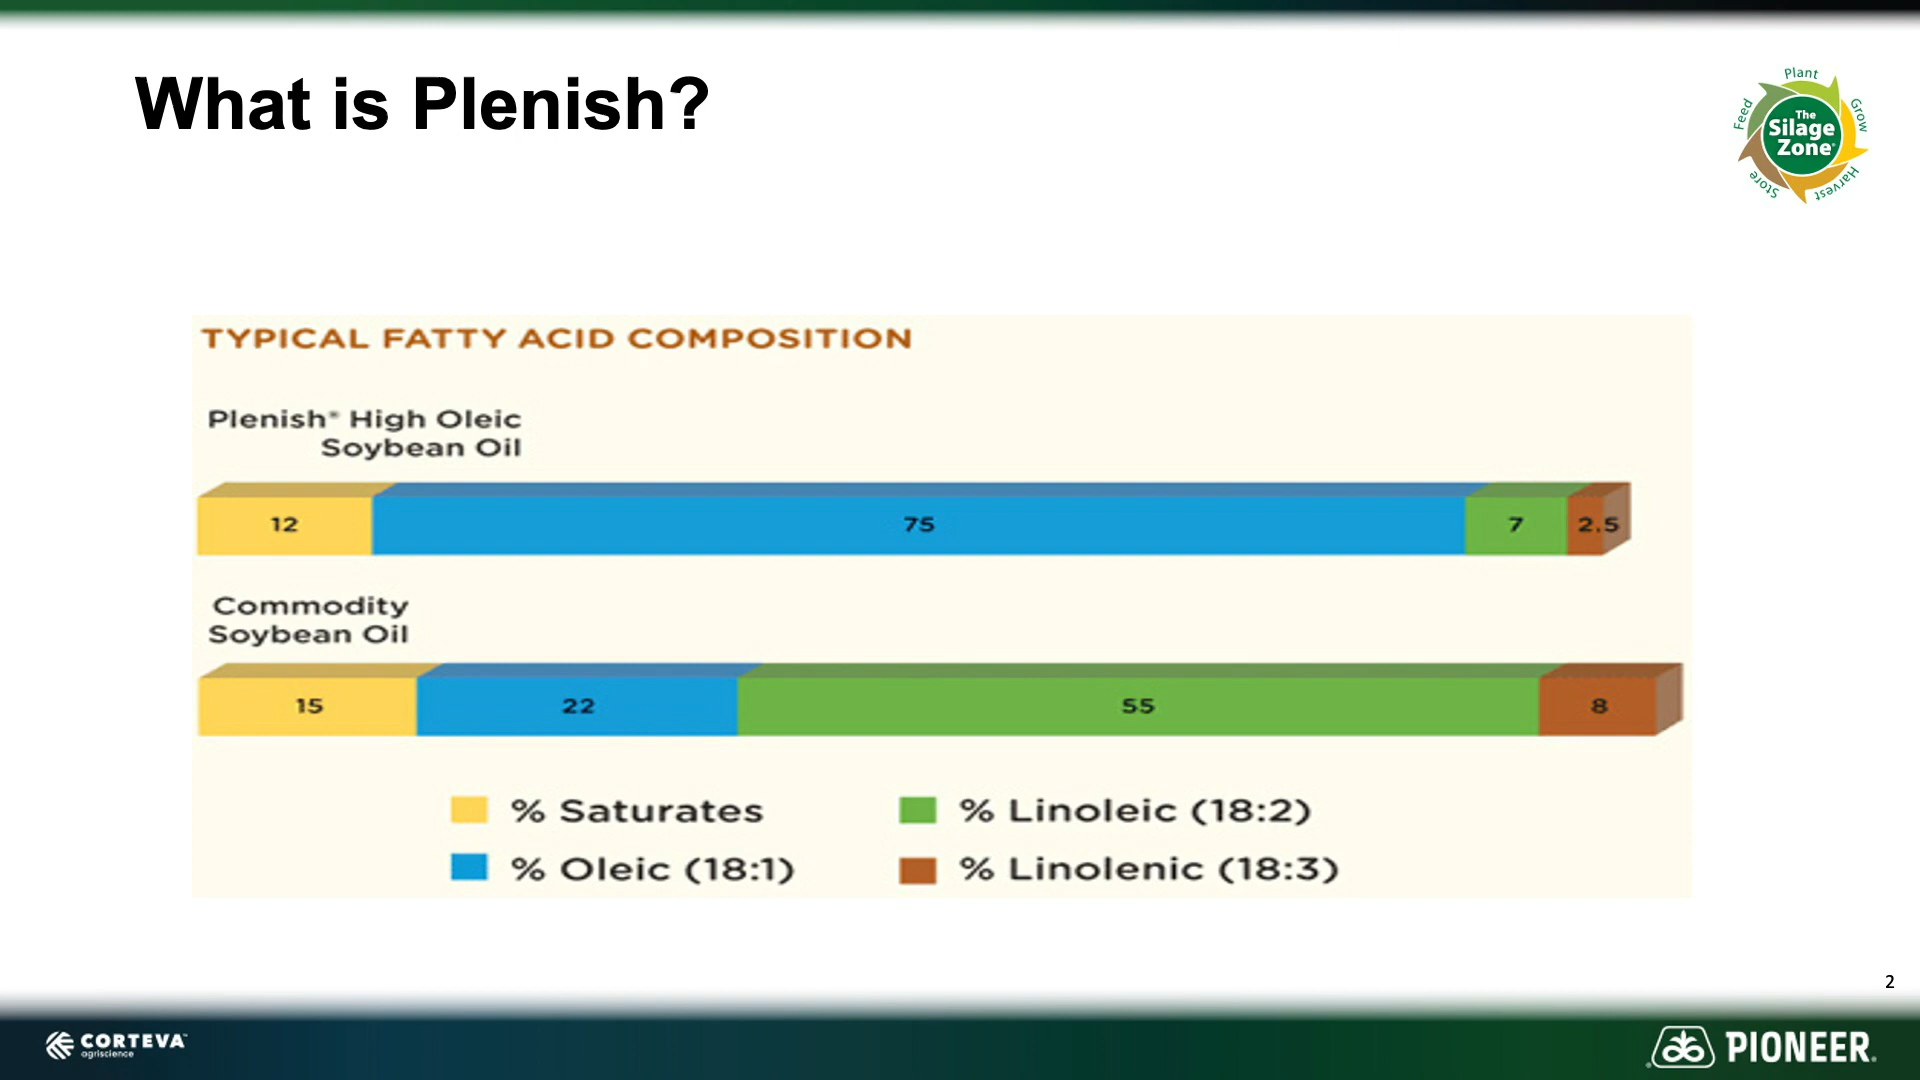 What is Plenish?
Plant
Grow
Harvest
Store
Feed
The
Silage
Zone®
TYPICAL FATTY ACID COMPOSITION
Plenish® High Oleic
Soybean Oil
12 75 7 2.5
Commodity
Soybean Oil
15 22 55 8
% Saturates % Linoleic (18:2)
% Oleic (18:1) % Linolenic (18:3)
2
CORTEVA™
agriscience
PIONEER®